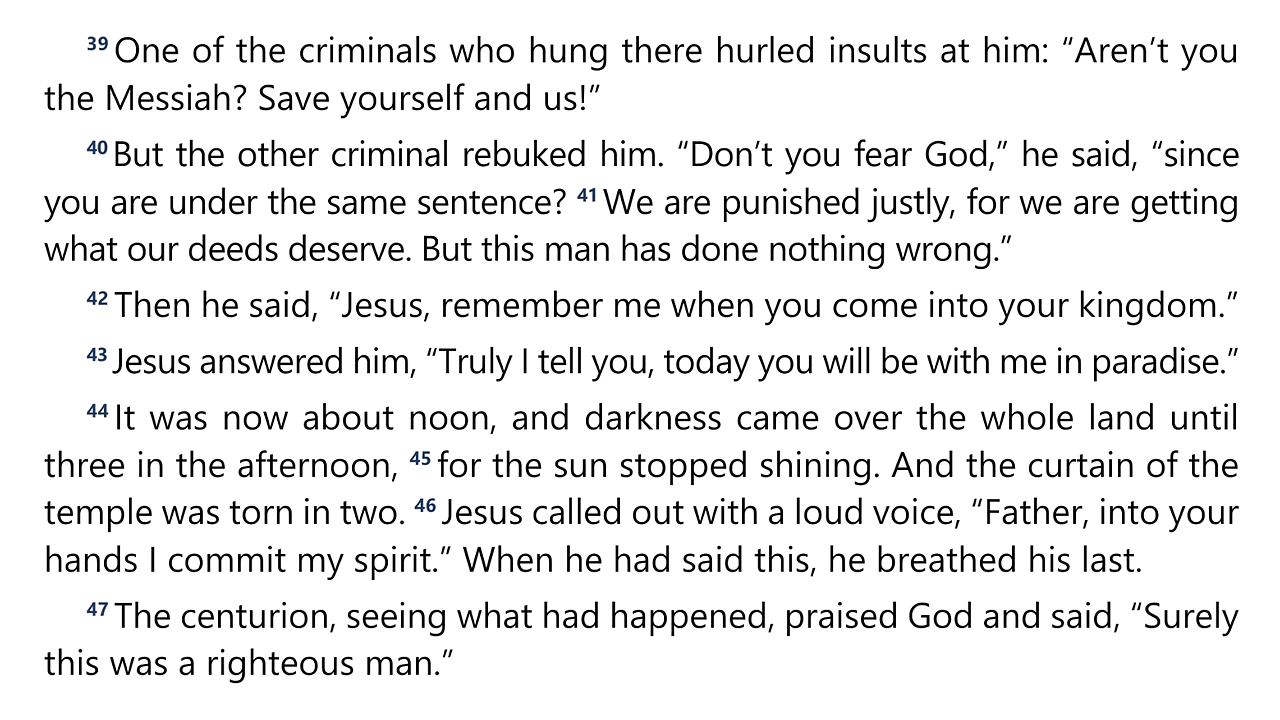 39 One of the criminals who hung there hurled insults at him: “Aren’t you
the Messiah? Save yourself and us!”
40 But the other criminal rebuked him. “Don’t you fear God,” he said, “since
you are under the same sentence? 41 We are punished justly, for we are getting
what our deeds deserve. But this man has done nothing wrong.”
42 Then he said, “Jesus, remember me when you come into your kingdom.”
43 Jesus answered him, “Truly I tell you, today you will be with me in paradise.”
44 It was now about noon, and darkness came over the whole land until
three in the afternoon, 45 for the sun stopped shining. And the curtain of the
temple was torn in two. 46 Jesus called out with a loud voice, “Father, into your
hands I commit my spirit.” When he had said this, he breathed his last.
47 The centurion, seeing what had happened, praised God and said, “Surely
this was a righteous man.”